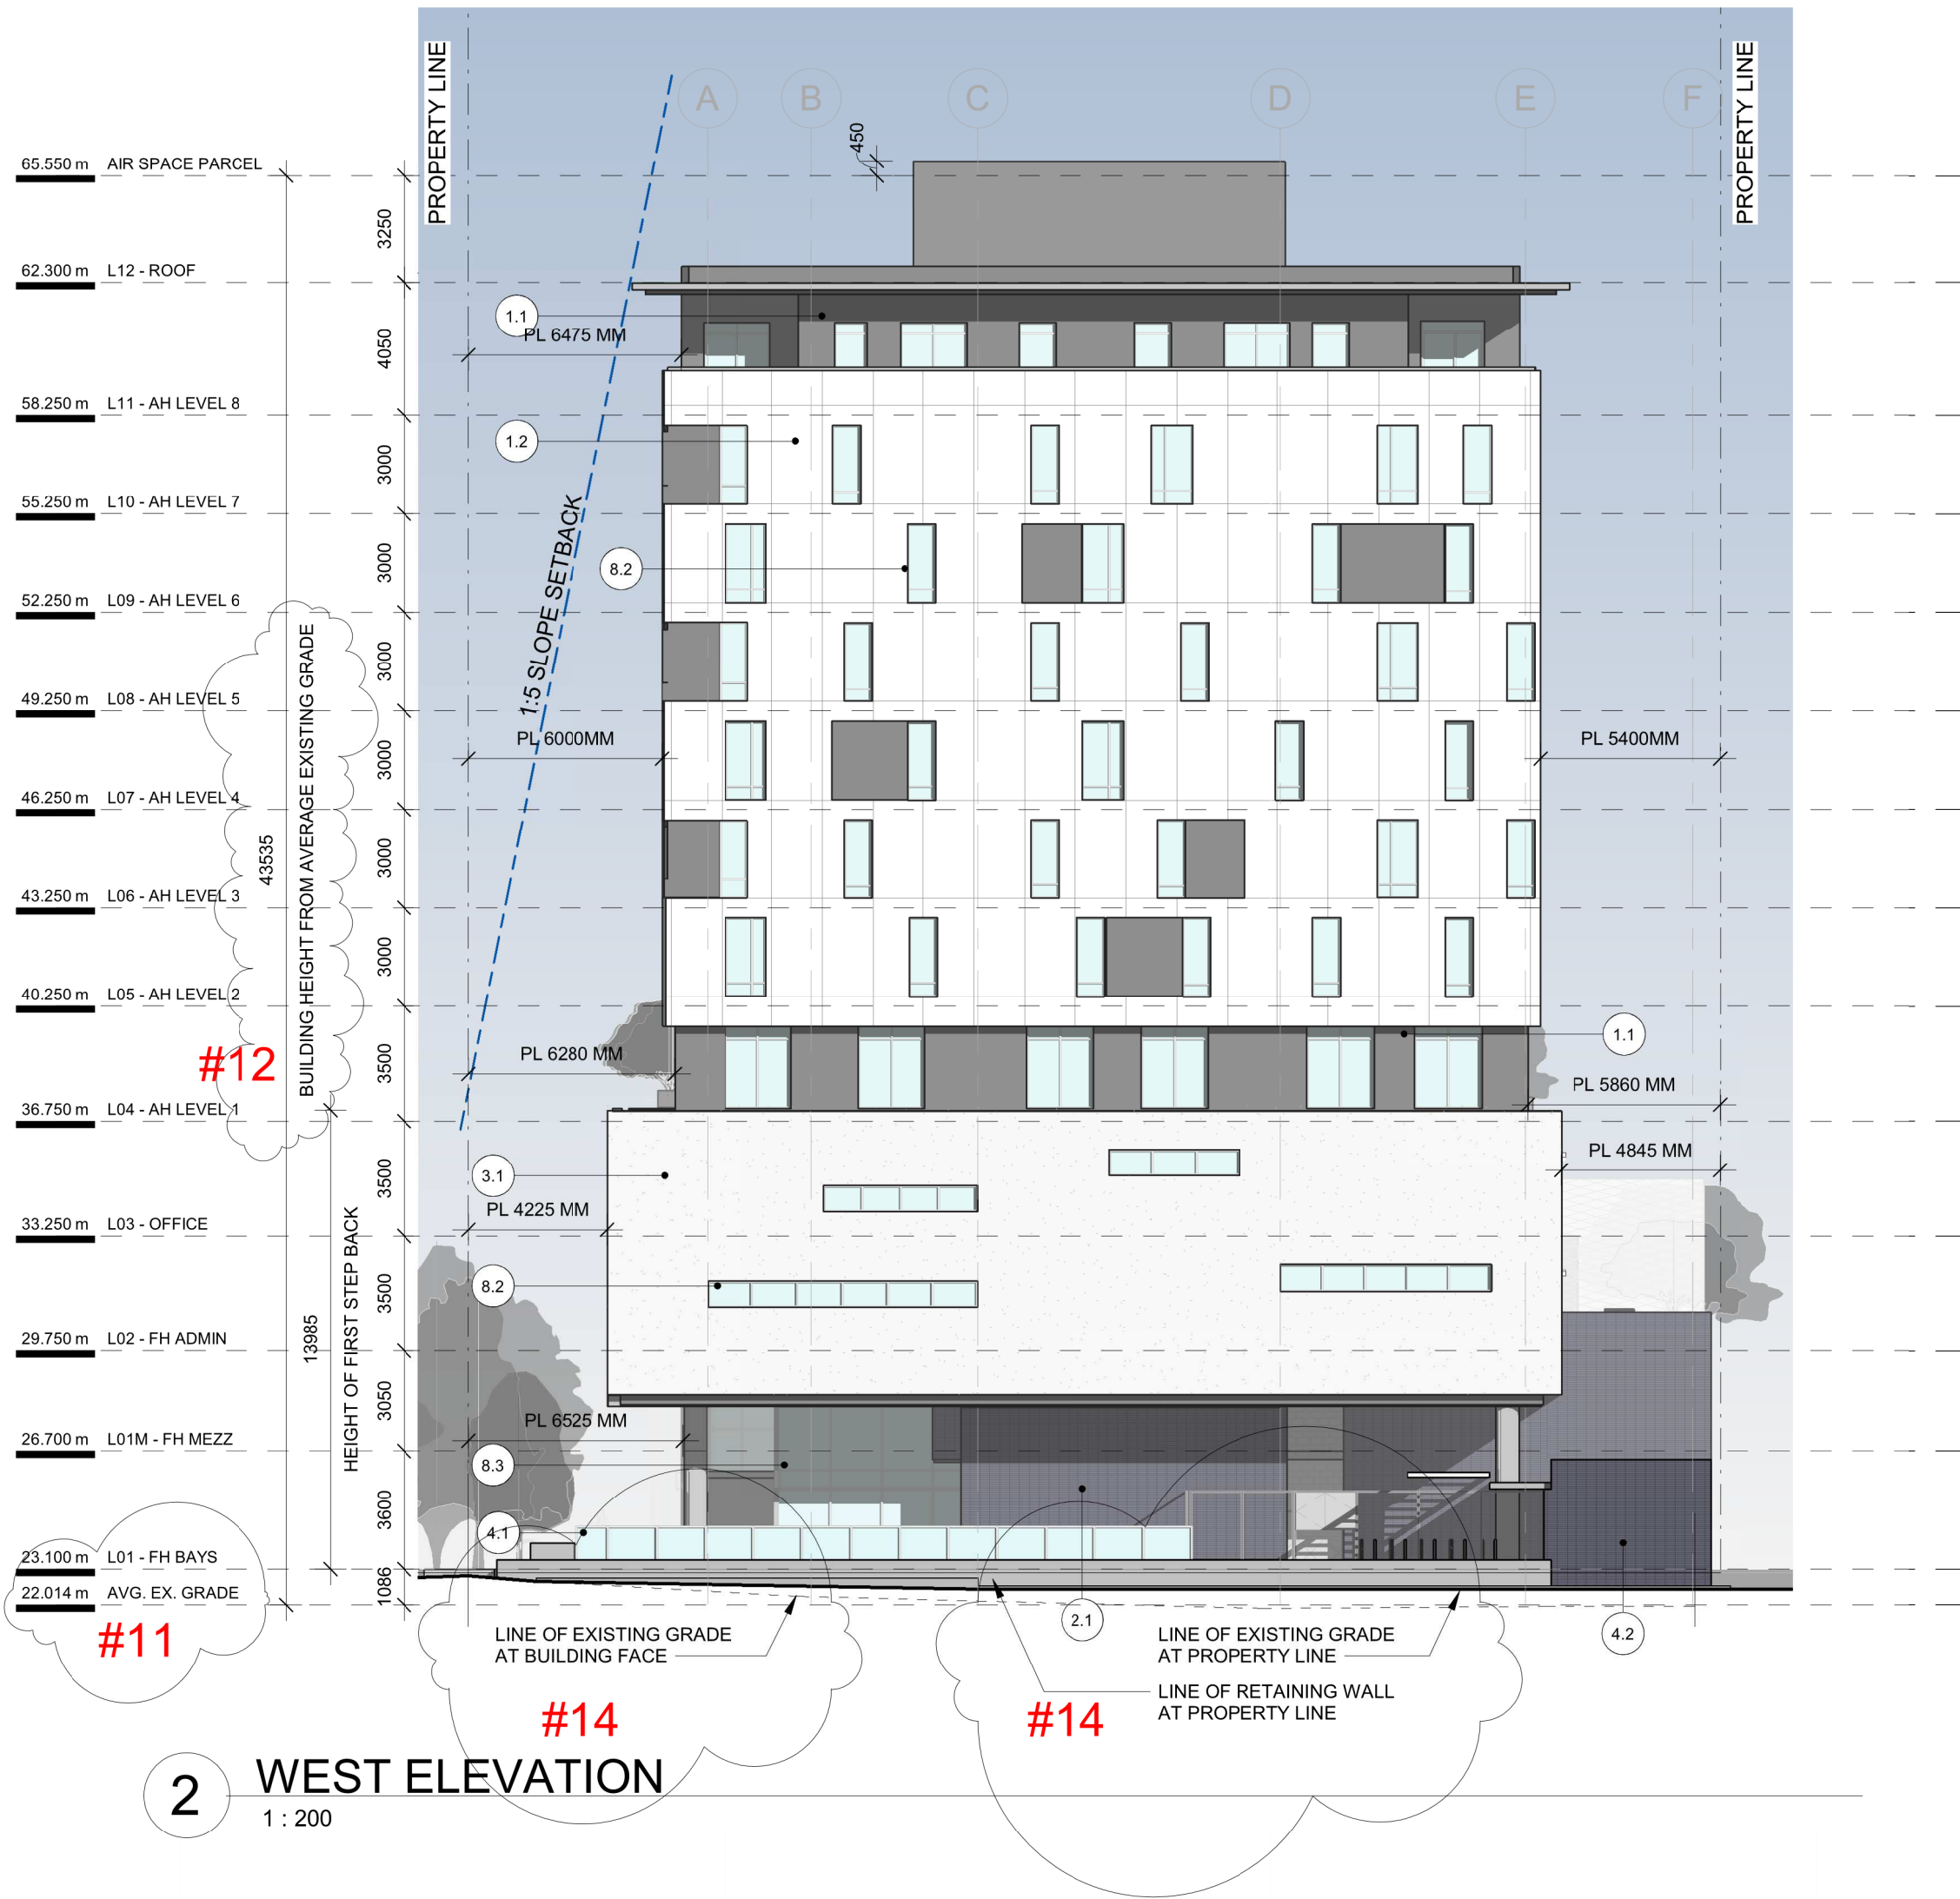 PROPERTY LINE
PROPERTY LINE
A
B
C
D
E
F
450
65.550 m AIR SPACE PARCEL
3250
62.300 m L12 - ROOF
1.1
PL 6475 MM
4050
58.250 m L11 - AH LEVEL 8
1.2
3000
55.250 m L10 - AH LEVEL 7
1:5 SLOPE SETBACK
8.2
3000
52.250 m L09 - AH LEVEL 6
3000
49.250 m L08 - AH LEVEL 5
PL 6000MM
PL 5400MM
3000
46.250 m L07 - AH LEVEL 4
43535
BUILDING HEIGHT FROM AVERAGE EXISTING GRADE
3000
43.250 m L06 - AH LEVEL 3
3000
40.250 m L05 - AH LEVEL 2
#12
PL 6280 MM
1.1
3500
PL 5860 MM
36.750 m L04 - AH LEVEL 1
PL 4845 MM
3.1
3500
PL 4225 MM
33.250 m L03 - OFFICE
8.2
3500
13985
HEIGHT OF FIRST STEP BACK
29.750 m L02 - FH ADMIN
3050
PL 6525 MM
26.700 m L01M - FH MEZZ
8.3
3600
4.1
23.100 m L01 - FH BAYS
1086
22.014 m AVG. EX. GRADE
#11
2.1
4.2
LINE OF EXISTING GRADE
AT BUILDING FACE
LINE OF EXISTING GRADE
AT PROPERTY LINE
LINE OF RETAINING WALL
AT PROPERTY LINE
#14
#14
2 WEST ELEVATION
1 : 200